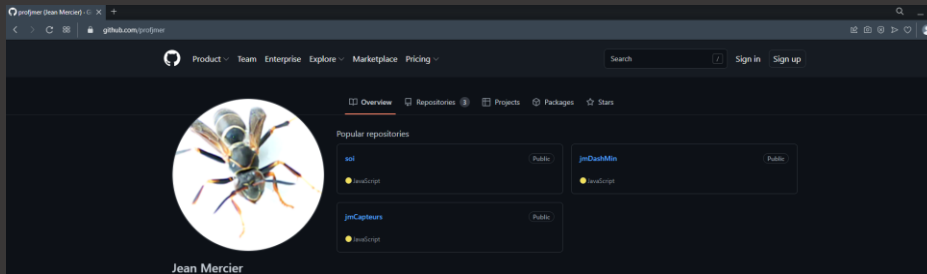 profjmer (Jean Mercier) · Gi
github.com/profjmer
Product Team Enterprise Explore Marketplace Pricing Search / Sign in Sign up
Overview Repositories 3 Projects Packages Stars
Popular repositories
soi Public jmDashMin Public
JavaScript JavaScript
jmCapteurs Public
JavaScript
Jean Mercier